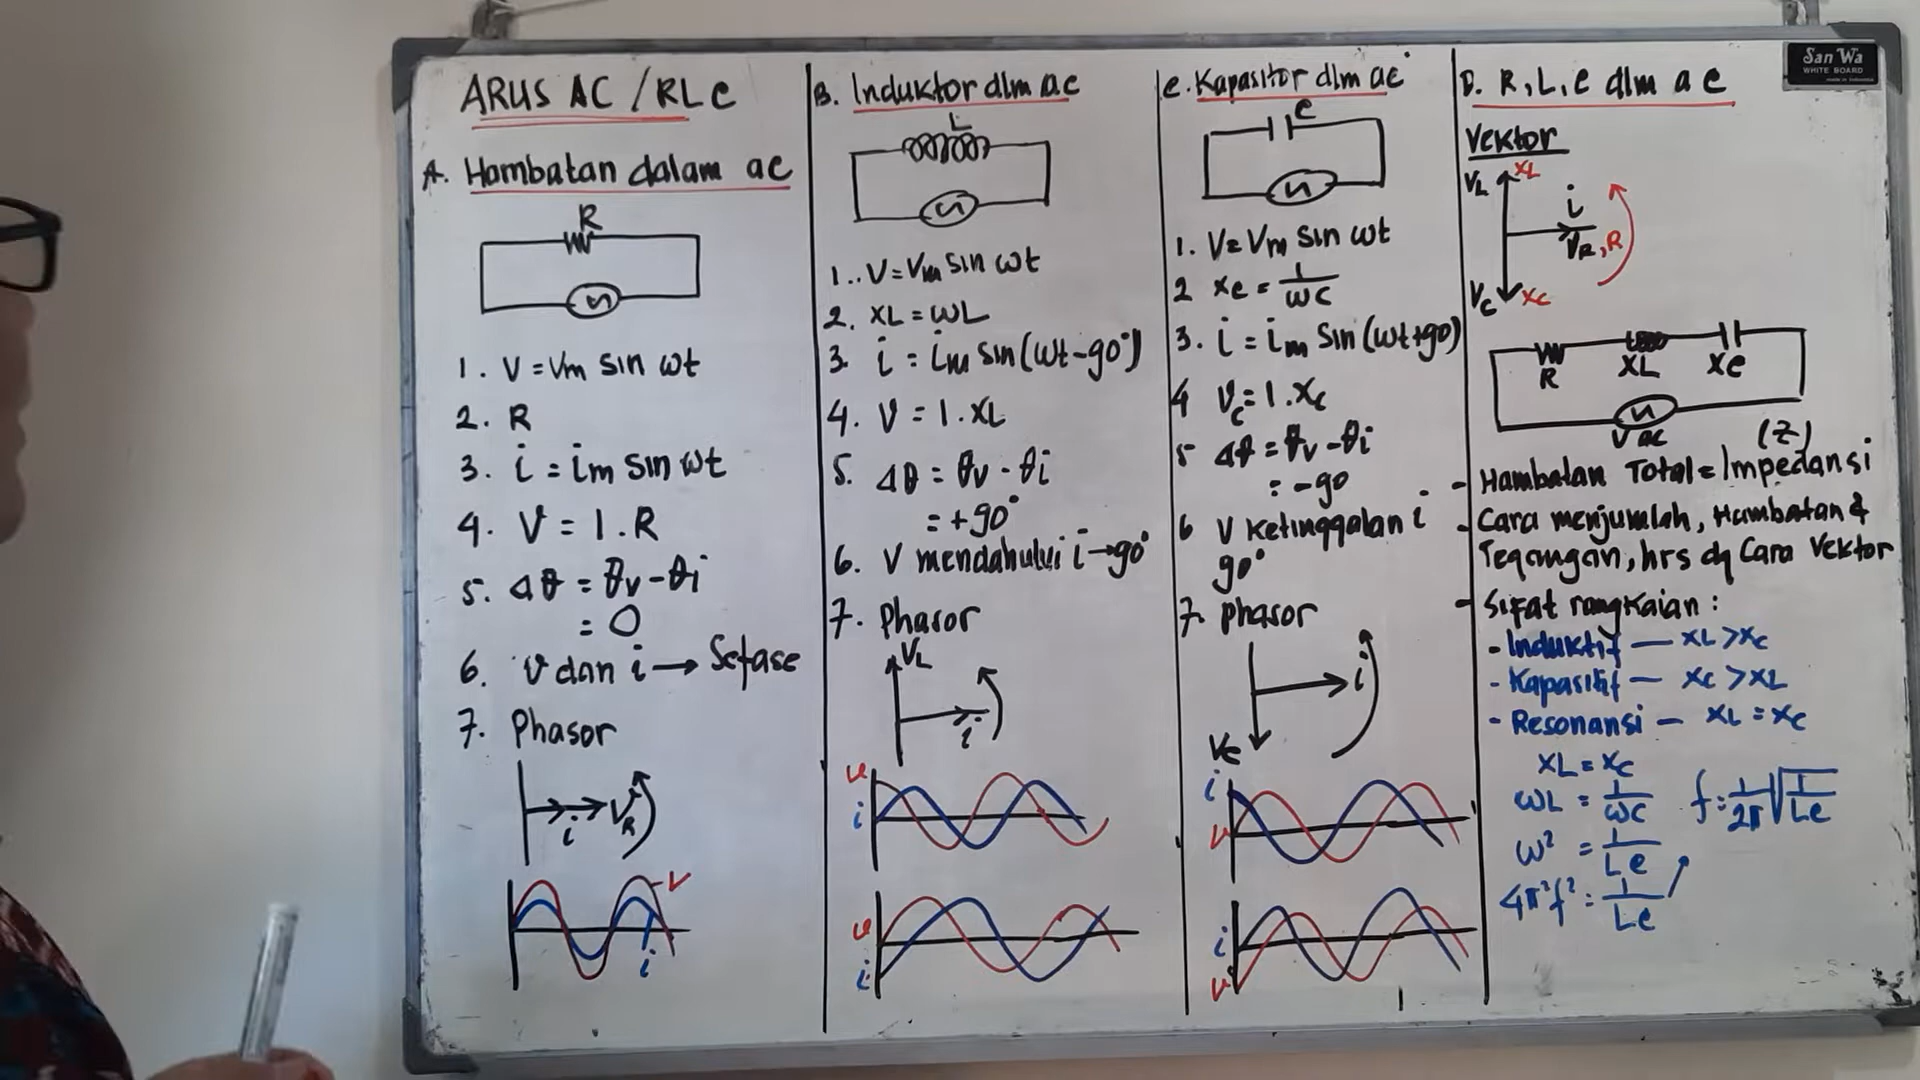 San Wa
WHITE BOARD
ARUS AC / RLC
A. Hambatan dalam ac
R
1. V = Vm sin ωt
2. R
3. i = im sin ωt
4. V = I . R
5. Δθ = θv - θi
= 0
6. V dan i → Sefase
7. Phasor
i VR
V
i
B. Induktor dlm ac
L
1.. V = Vm sin ωt
2. XL = ωL
3. i = im sin (ωt - 90°)
4. V = I . XL
5. Δθ = θv - θi
= +90°
6. V mendahului i → 90°
7. Phasor
VL
i
v
i
v
i
C. Kapasitor dlm ac
C
1. V = Vm sin ωt
2 Xc = 1/ωC
3. i = im sin (ωt + 90)
4 Vc = I . Xc
5 Δθ = θv - θi
: -90
6 V Ketinggalan i
90°
7. phasor
i
Vc
i
v
i
v
D. R, L, C dlm a c
Vektor
VL XL
i
VR, R
Vc Xc
R XL Xc
V ac
(Z)
- Hambatan Total = Impedansi
- Cara menjumlah, Hambatan &
Tegangan, hrs dg Cara Vektor
- Sifat rangkaian :
- Induktif — XL > Xc
- Kapasitif — Xc > XL
- Resonansi — XL = Xc
XL = Xc
ωL = 1/ωC f = 1/2π √1/LC
ω² = 1/LC
4π²f² = 1/LC